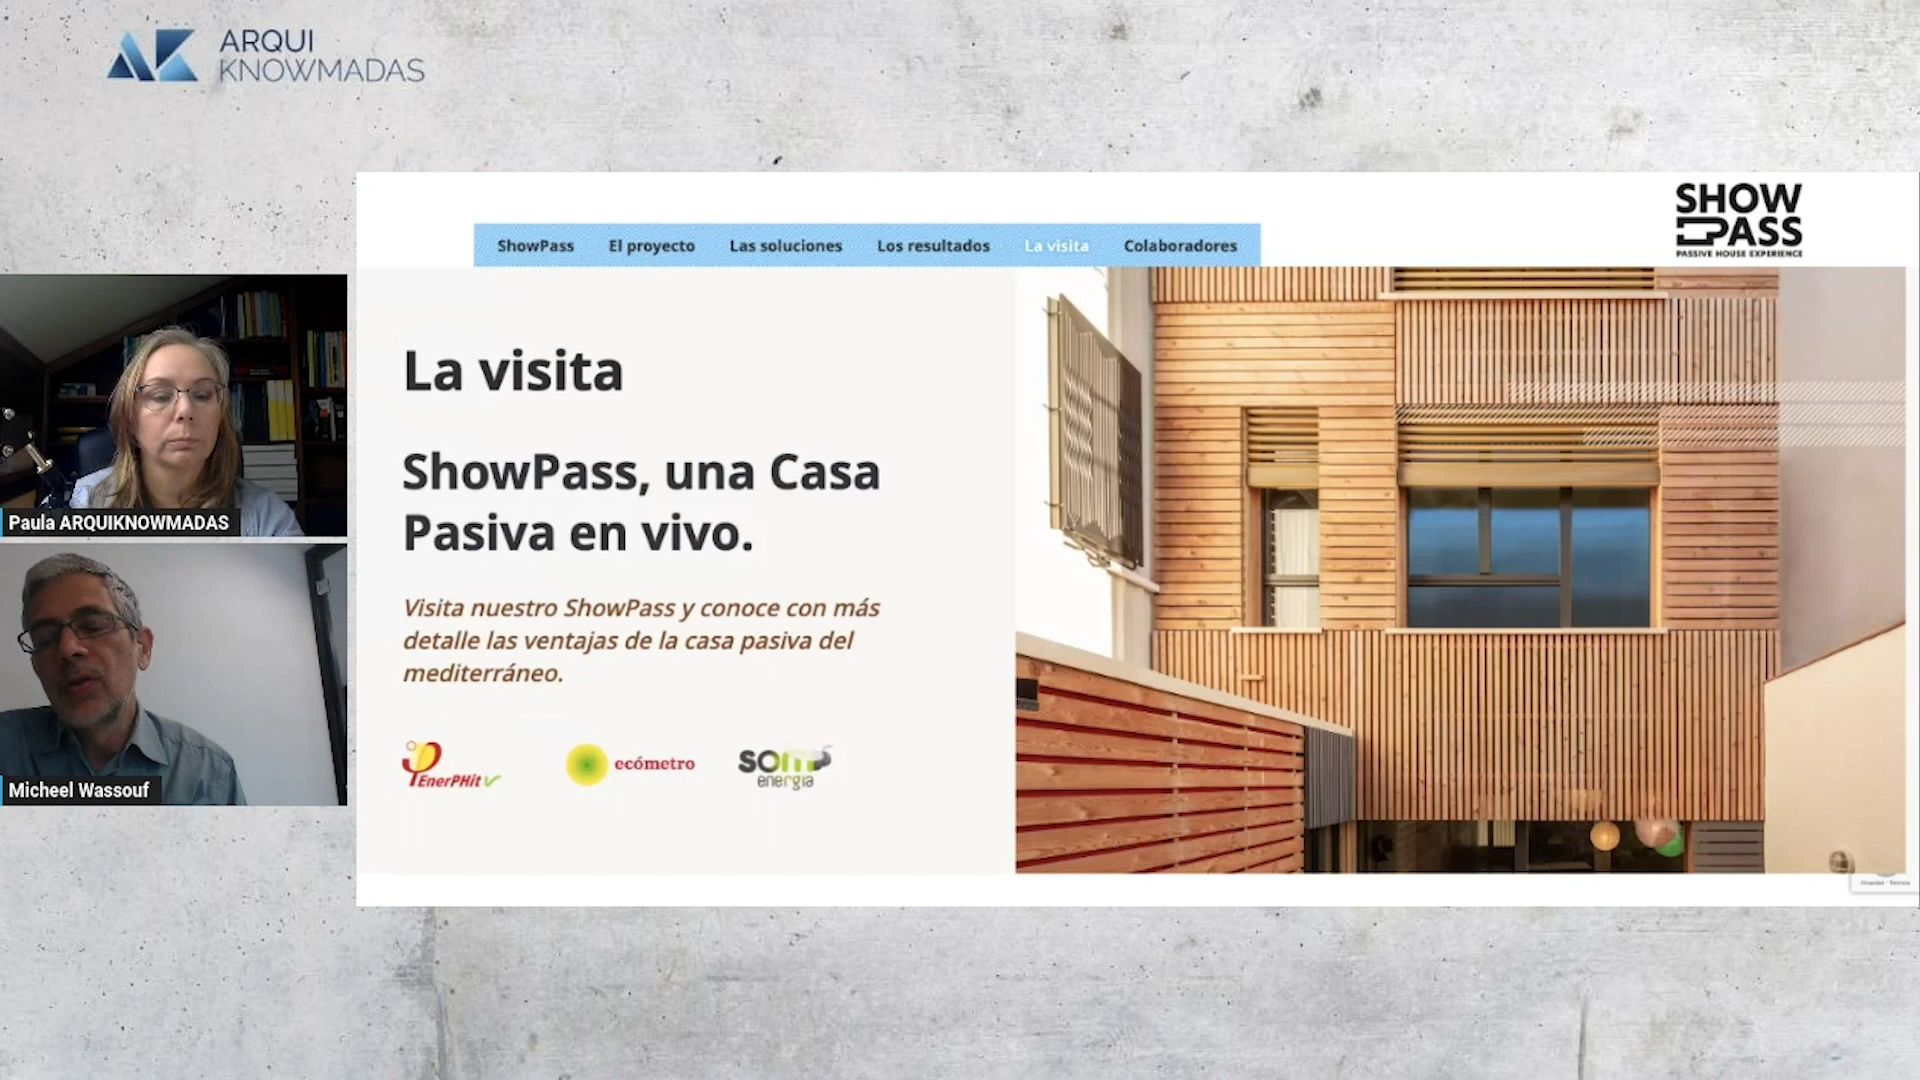 ARQUI
KNOWMADAS
SHOW
PASS
PASSIVE HOUSE EXPERIENCE
ShowPass El proyecto Las soluciones Los resultados La visita Colaboradores
La visita
ShowPass, una Casa
Pasiva en vivo.
Visita nuestro ShowPass y conoce con más
detalle las ventajas de la casa pasiva del
mediterráneo.
EnerPHit
ecómetro
som
energia
Paula ARQUIKNOWMADAS
Micheel Wassouf